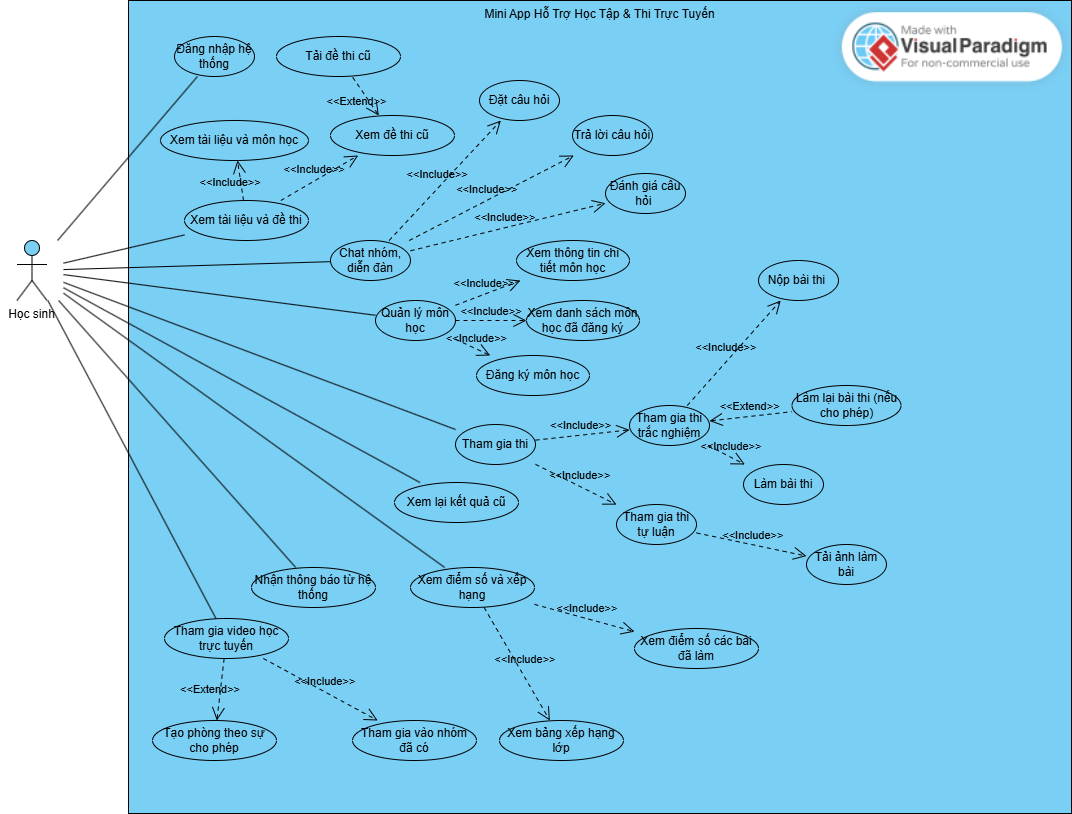 Mini App Hỗ Trợ Học Tập & Thi Trực Tuyến
Made with
Visual Paradigm
For non-commercial use
Đăng nhập hệ
thống
Tải đề thi cũ
<<Extend>>
Xem đề thi cũ
Đặt câu hỏi
Trả lời câu hỏi
Xem tài liệu và môn học
<<Include>>
<<Include>>
<<Include>>
<<Include>>
Đánh giá câu
hỏi
<<Include>>
Xem tài liệu và đề thi
Chat nhóm,
diễn đàn
Xem thông tin chi
tiết môn học
<<Include>>
Nộp bài thi
Học sinh
Quản lý môn
học
<<Include>>
Xem danh sách môn
học đã đăng ký
<<Include>>
Đăng ký môn học
<<Include>>
<<Extend>>
Làm lại bài thi (nếu
cho phép)
Tham gia thi
<<Include>>
Tham gia thi
trắc nghiệm
<<Include>>
Làm bài thi
<<Include>>
Xem lại kết quả cũ
Tham gia thi
tự luận
<<Include>>
Tải ảnh làm
bài
Nhận thông báo từ hệ
thống
Xem điểm số và xếp
hạng
<<Include>>
Tham gia video học
trực tuyến
Xem điểm số các bài
đã làm
<<Include>>
<<Extend>>
<<Include>>
Tạo phòng theo sự
cho phép
Tham gia vào nhóm
đã có
Xem bảng xếp hạng
lớp